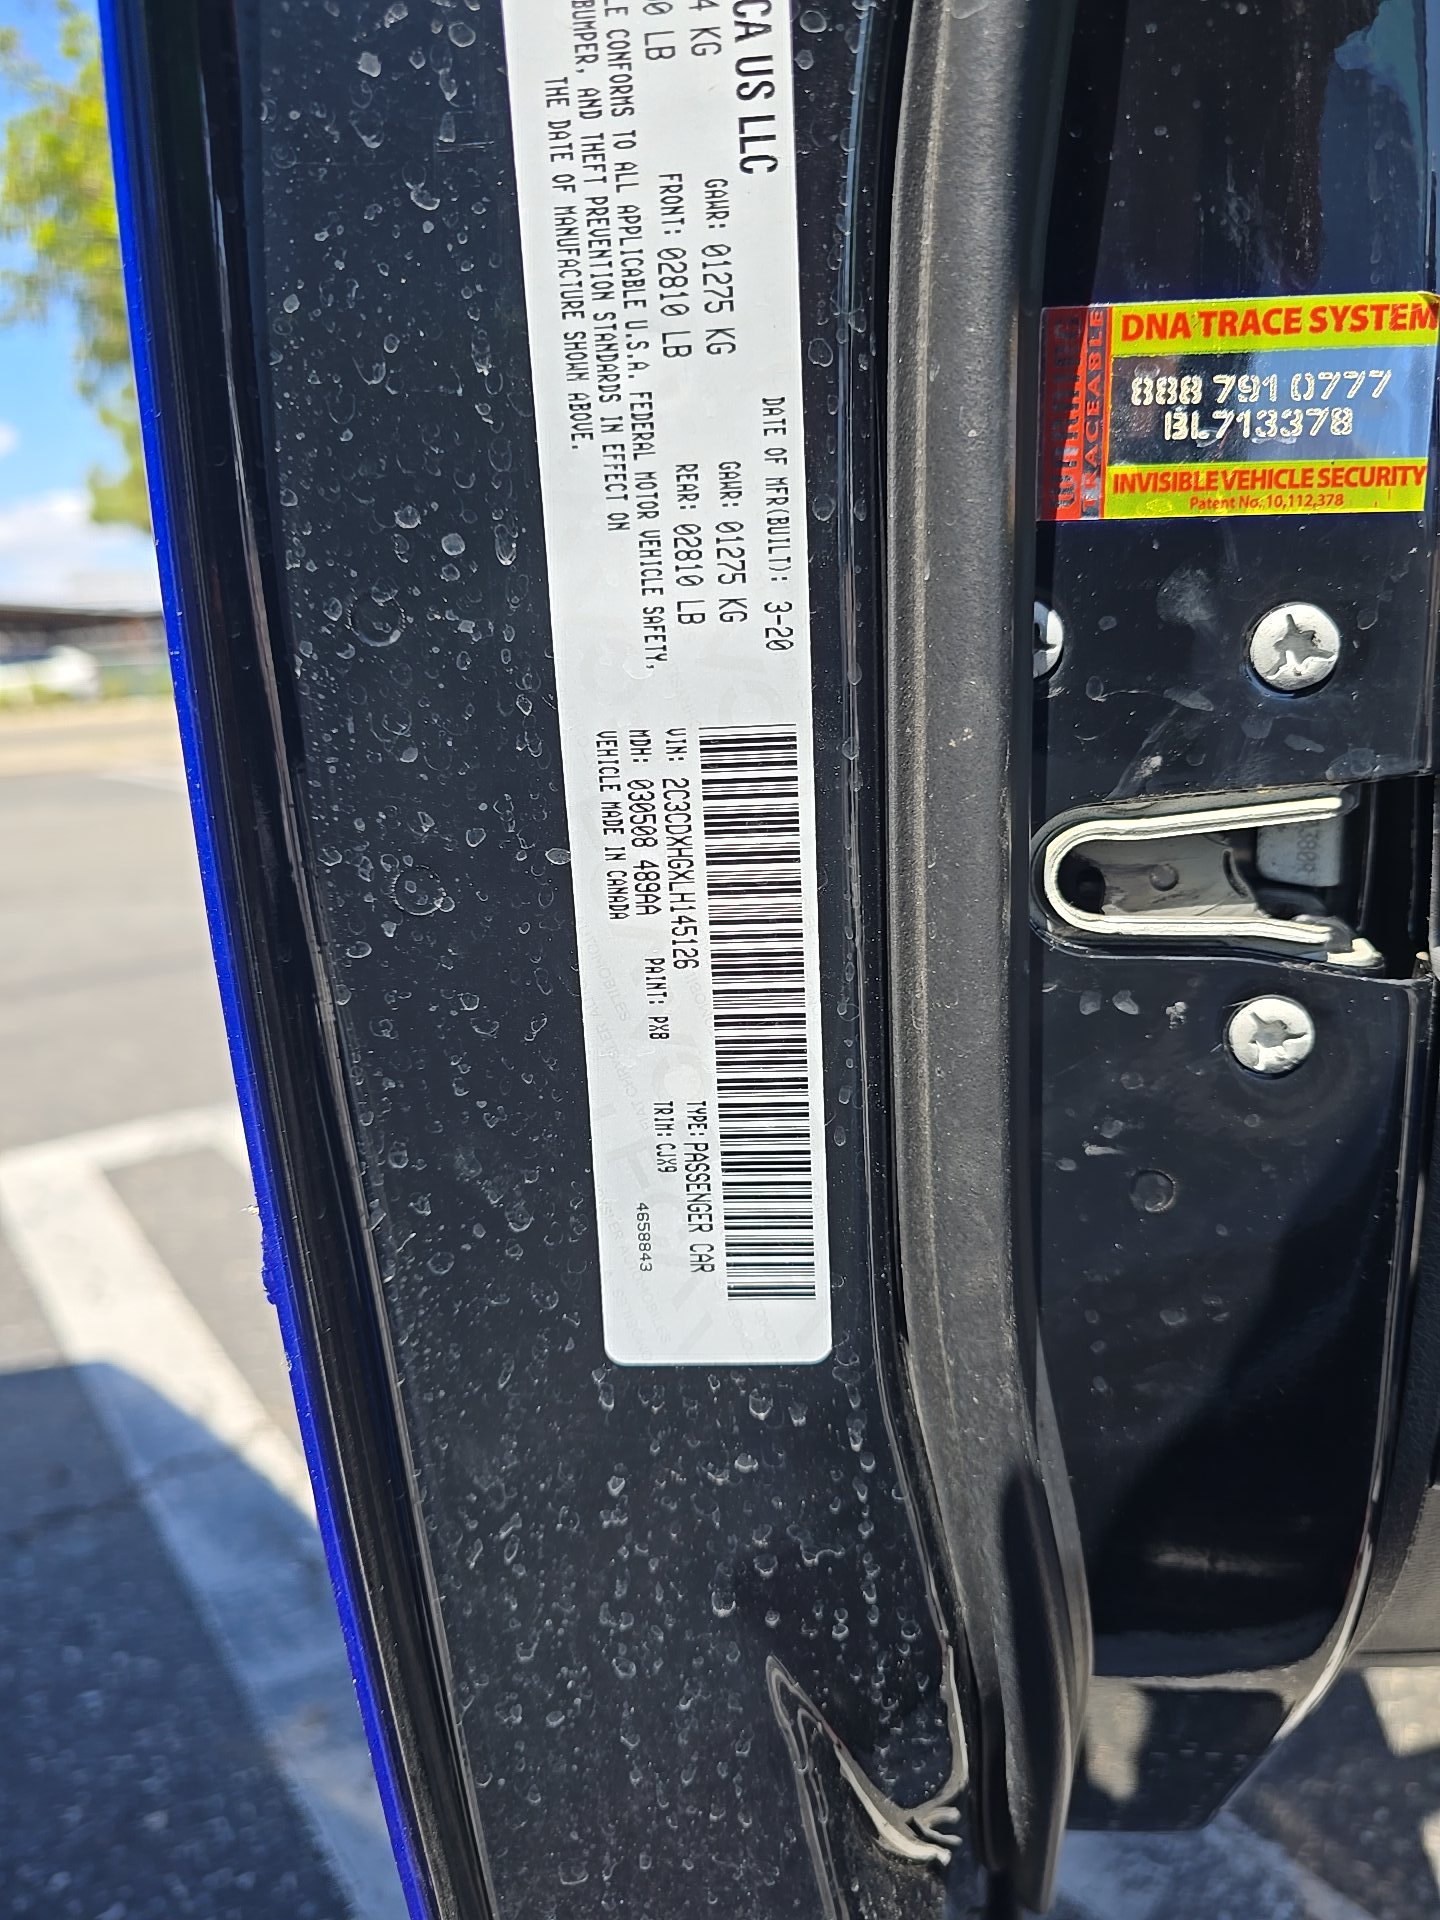 CA US LLC
DATE OF MFR(BUILT): 3-20
4 KG GAWR: 01275 KG GAWR: 01275 KG
0 LB FRONT: 02810 LB REAR: 02810 LB
LE CONFORMS TO ALL APPLICABLE U.S.A. FEDERAL MOTOR VEHICLE SAFETY,
BUMPER, AND THEFT PREVENTION STANDARDS IN EFFECT ON
THE DATE OF MANUFACTURE SHOWN ABOVE.
VIN: 2C3CDXHGXLH145126 TYPE: PASSENGER CAR
MDH: 030508 489AA PAINT: PXB TRIM: CJX9
VEHICLE MADE IN CANADA 4658843
DNA TRACE SYSTEM
TRACEABLE
888 791 0777
BL713378
INVISIBLE VEHICLE SECURITY
Patent No. 10,112,378